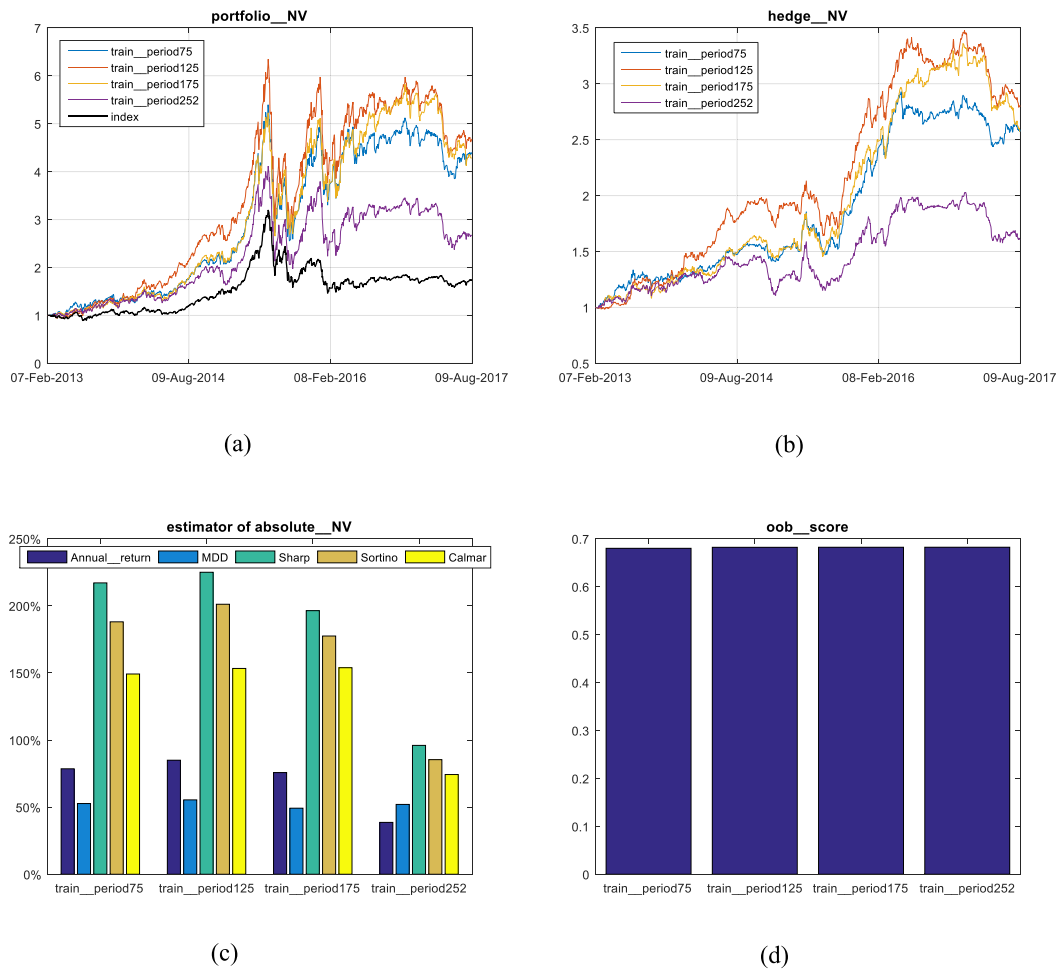 portfolio__NV
7
6
5
4
3
2
1
0
train__period75
train__period125
train__period175
train__period252
index
07-Feb-2013
09-Aug-2014
08-Feb-2016
09-Aug-2017
(a)
hedge__NV
3.5
3
2.5
2
1.5
1
0.5
train__period75
train__period125
train__period175
train__period252
07-Feb-2013
09-Aug-2014
08-Feb-2016
09-Aug-2017
(b)
estimator of absolute__NV
250%
200%
150%
100%
50%
0%
Annual__return
MDD
Sharp
Sortino
Calmar
train__period75
train__period125
train__period175
train__period252
(c)
oob__score
0.7
0.6
0.5
0.4
0.3
0.2
0.1
0
train__period75
train__period125
train__period175
train__period252
(d)